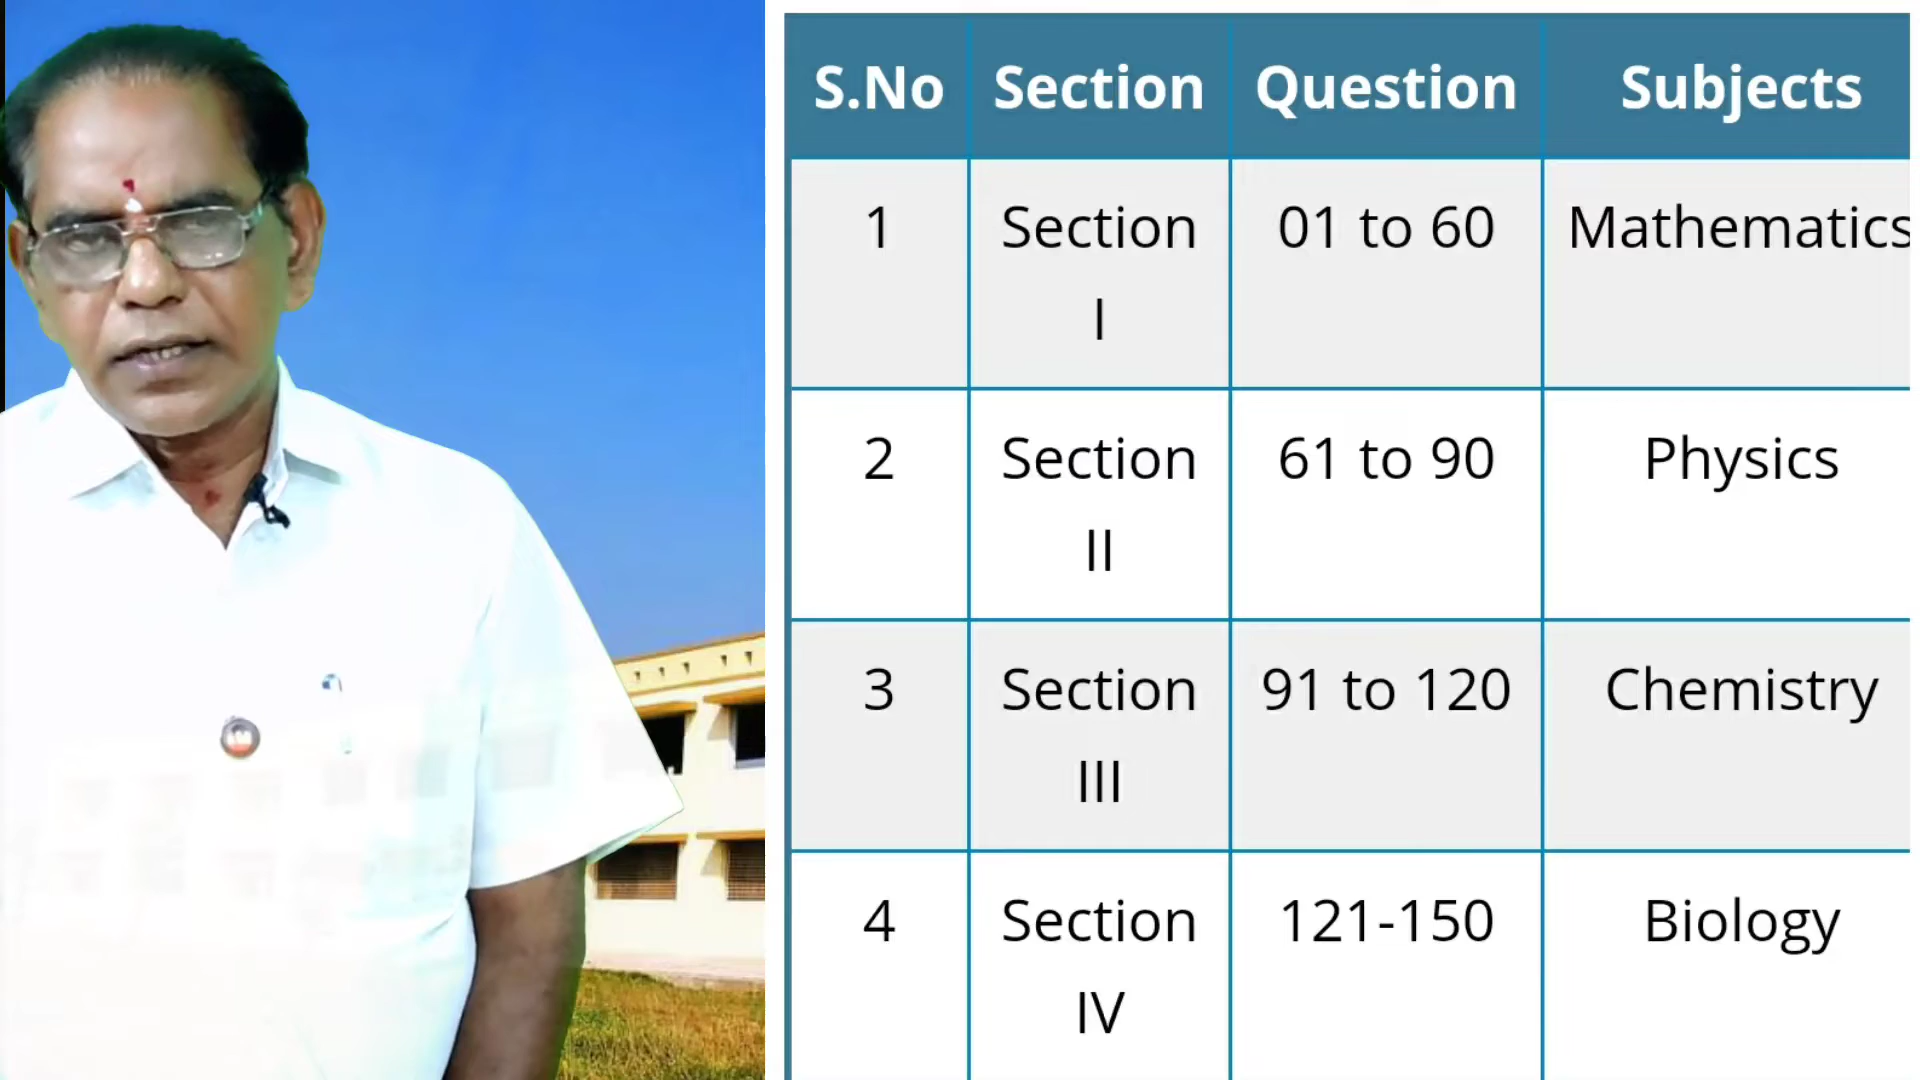 S.No Section Question Subjects
1 Section 01 to 60 Mathematics
I
2 Section 61 to 90 Physics
II
3 Section 91 to 120 Chemistry
III
4 Section 121-150 Biology
IV